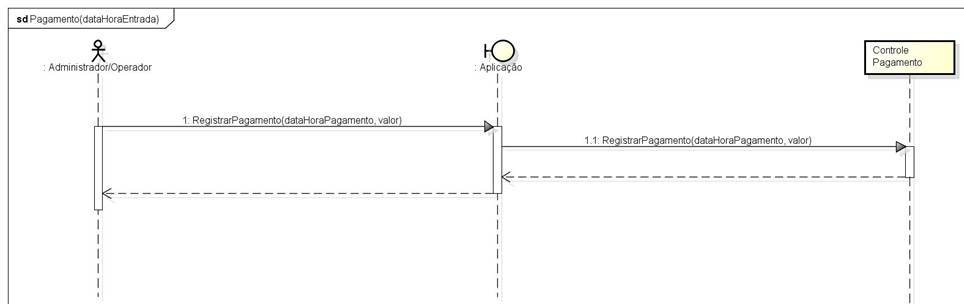 sd Pagamento(dataHoraEntrada)
: Administrador/Operador
: Aplicação
Controle
Pagamento
1: RegistrarPagamento(dataHoraPagamento, valor)
1.1: RegistrarPagamento(dataHoraPagamento, valor)